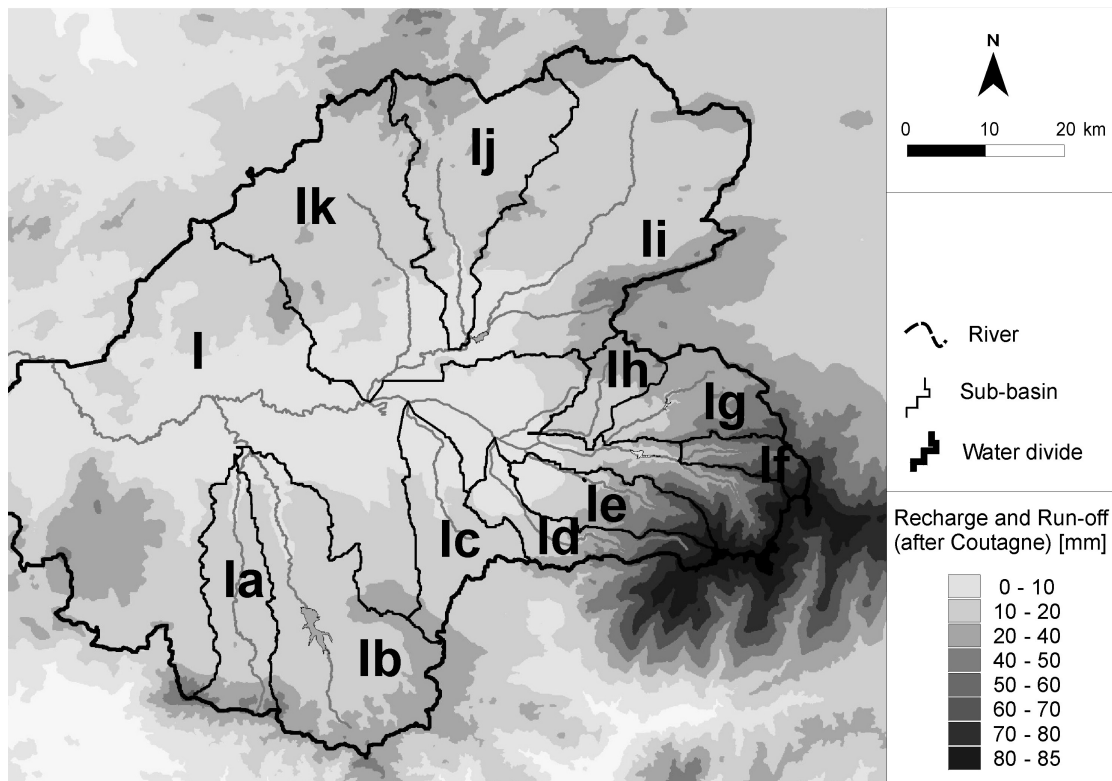 N
0 10 20 km
Ij
Ik
Ii
I
Ih
Ig
If
Ie
Ic
Id
Ia
Ib
River
Sub-basin
Water divide
Recharge and Run-off
(after Coutagne) [mm]
0 - 10
10 - 20
20 - 40
40 - 50
50 - 60
60 - 70
70 - 80
80 - 85